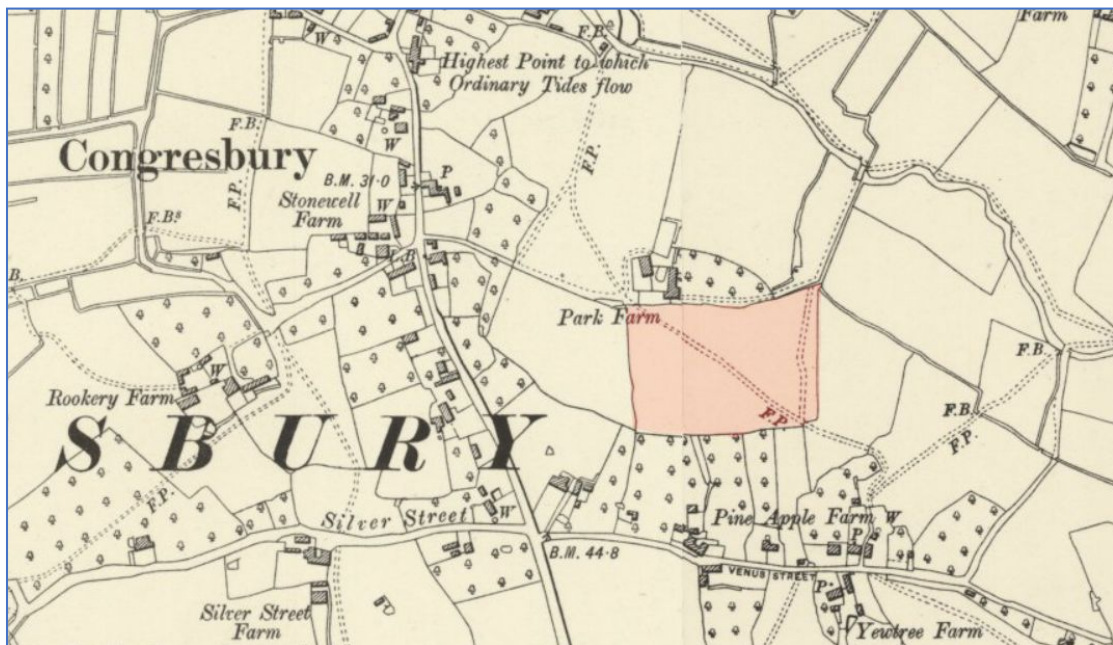 W
F.B.
Farm
Highest Point to which
Ordinary Tides flow
F.B.
W
Congresbury
F.P.
F.P.
B.M. 31·0
P
Stonewell
Farm
W
F.B.s
B.
Park Farm
F.B.
W
Rookery Farm
F.P.
F.B.
F.P.
SBURY
F.P.
Silver Street
W
Pine Apple Farm
W
P
B.M. 44·8
VENUS STREET
P
Silver Street
Farm
Yewtree Farm